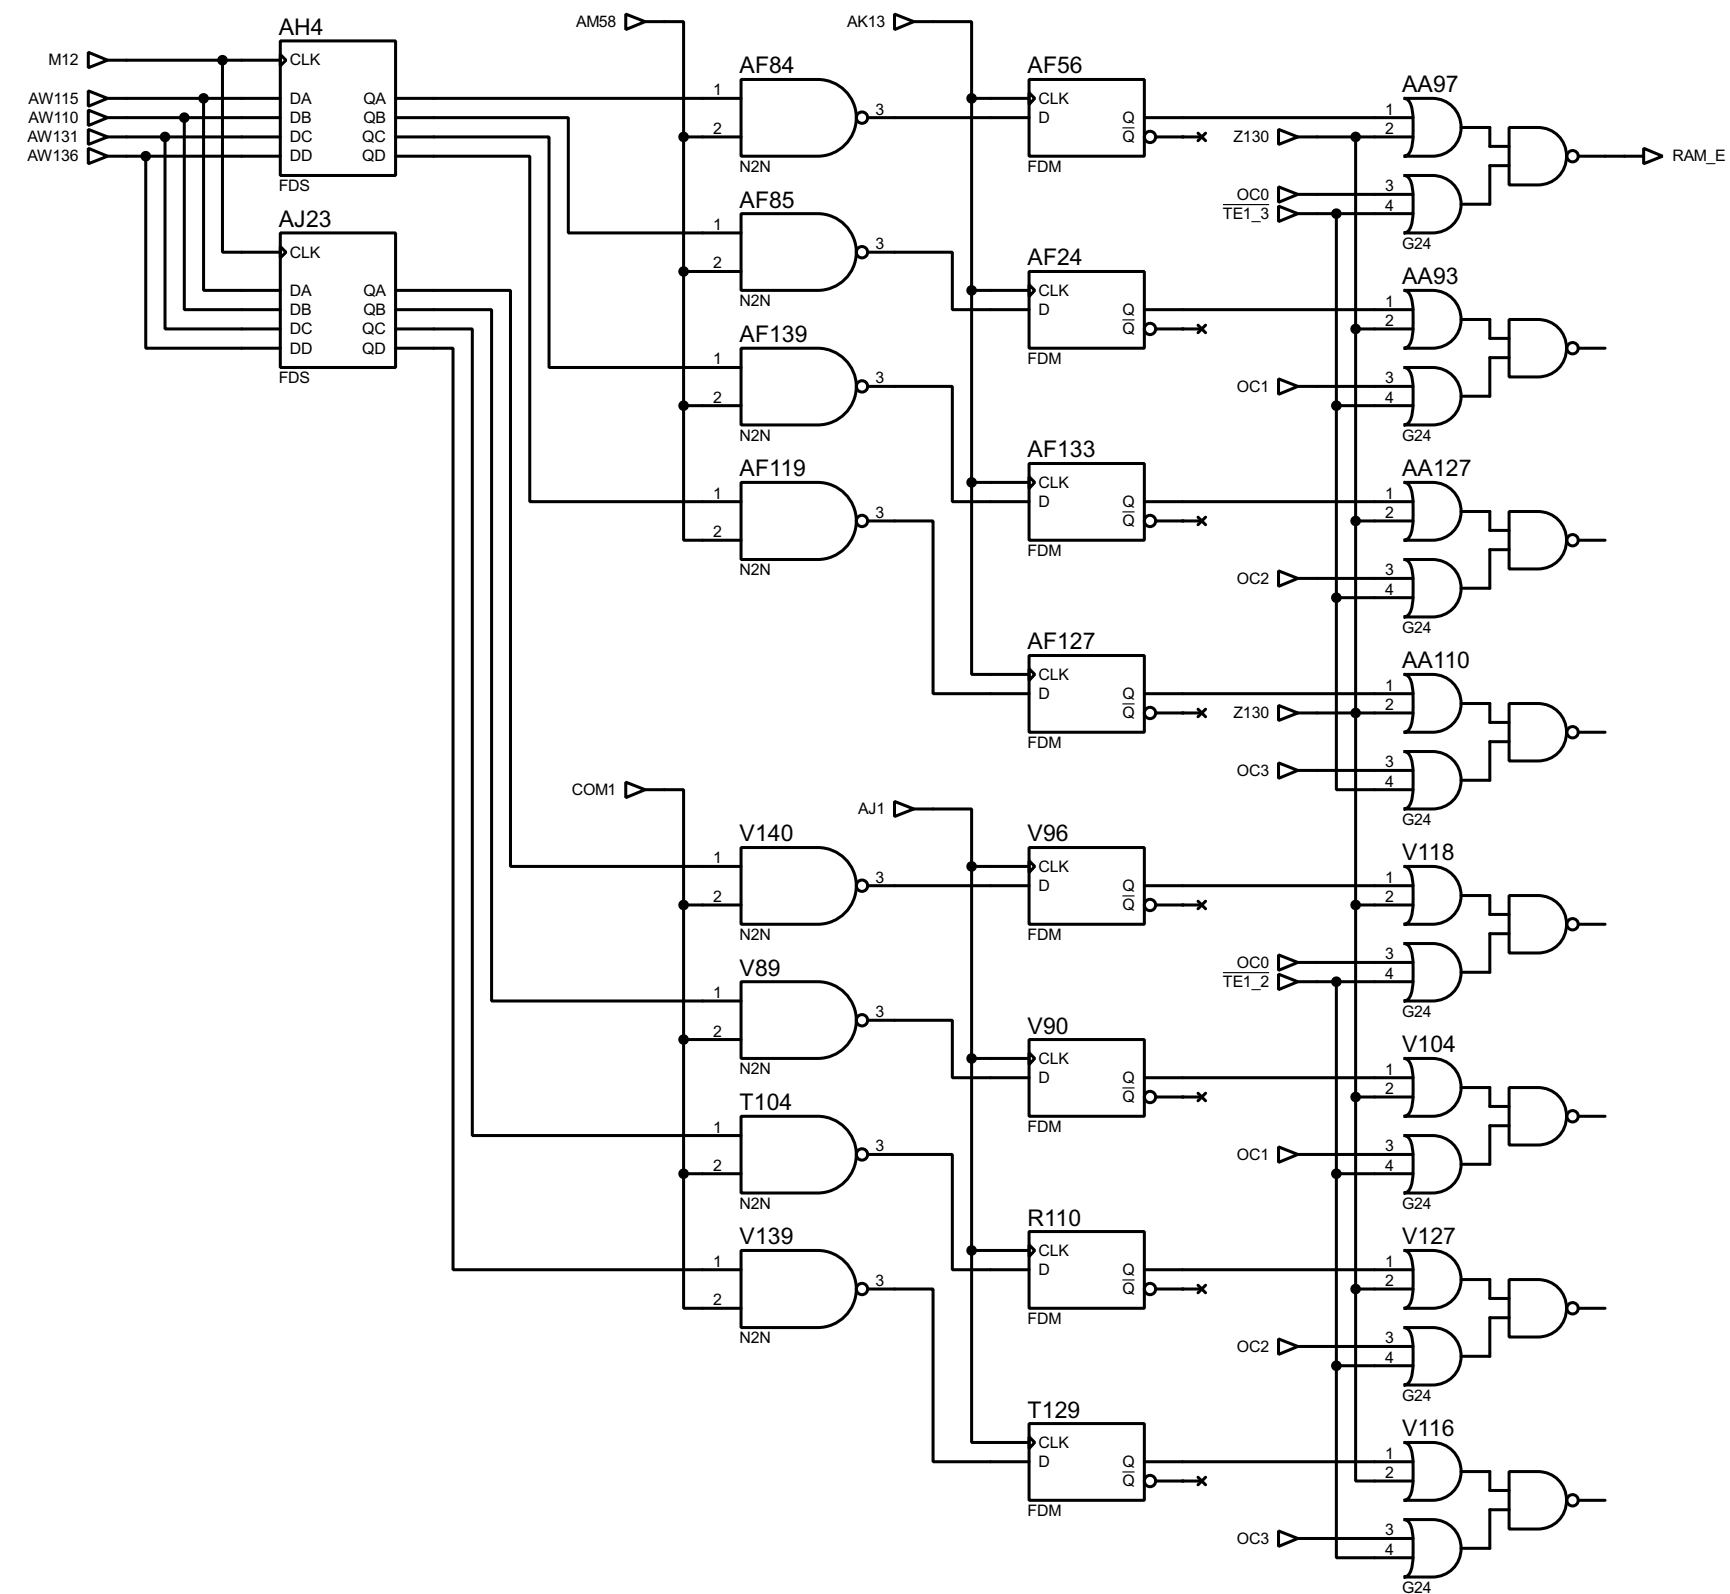 AM58
AK13
AH4
M12
CLK
AW115
DA QA
AW110
DB QB
AW131
DC QC
AW136
DD QD
FDS
AJ23
CLK
DA QA
DB QB
DC QC
DD QD
FDS
AF84
1
2
3
N2N
AF85
1
2
3
N2N
AF139
1
2
3
N2N
AF119
1
2
3
N2N
AF56
CLK
D Q
Q
FDM
AF24
CLK
D Q
Q
FDM
AF133
CLK
D Q
Q
FDM
AF127
CLK
D Q
Q
FDM
AA97
1
Z130 2
OC0 3
TE1_3 4
G24
RAM_E
AA93
1
2
OC1 3
4
G24
AA127
1
2
OC2 3
4
G24
AA110
1
Z130 2
OC3 3
4
G24
COM1
AJ1
V140
1
2
3
N2N
V89
1
2
3
N2N
T104
1
2
3
N2N
V139
1
2
3
N2N
V96
CLK
D Q
Q
FDM
V90
CLK
D Q
Q
FDM
R110
CLK
D Q
Q
FDM
T129
CLK
D Q
Q
FDM
V118
1
2
OC0 3
TE1_2 4
G24
V104
1
2
OC1 3
4
G24
V127
1
2
OC2 3
4
G24
V116
1
2
OC3 3
4
G24